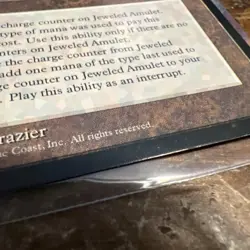 charge counter on Jeweled Amulet.
type of mana was used to pay this
cost. Use this ability only if there are no
nters on Jeweled Amulet.
e the charge counter from Jeweled
add one mana of the type last used to
ge counter on Jeweled Amulet to your
. Play this ability as an interrupt.
razier
Coast, Inc. All rights reserved.